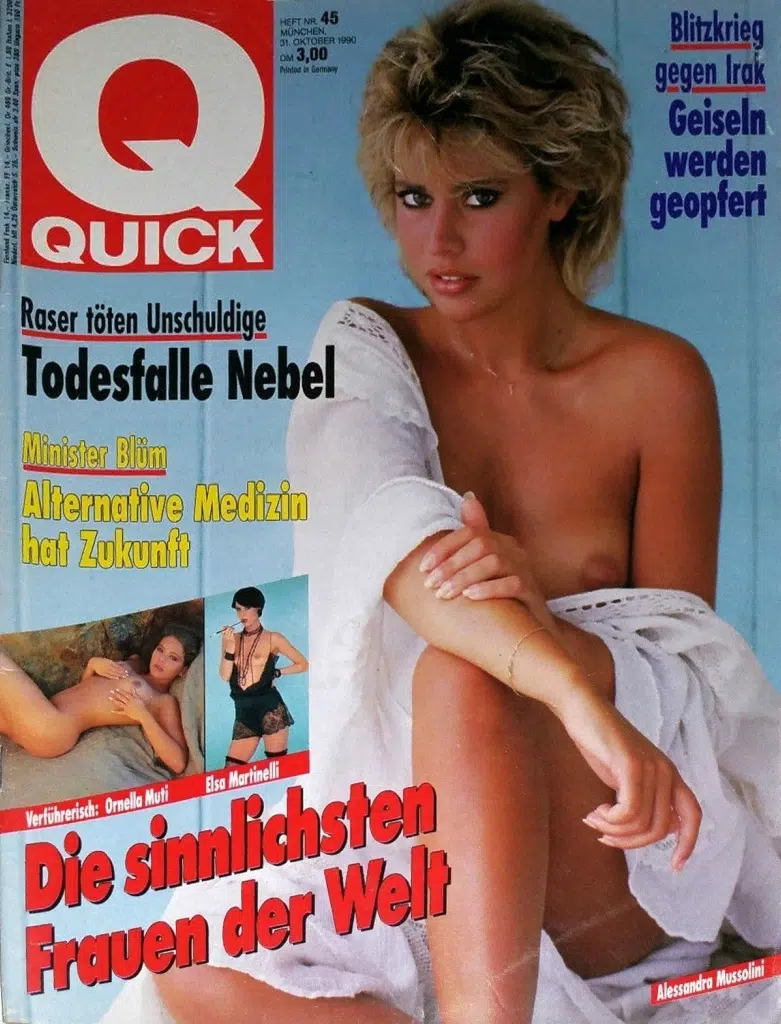 Q
QUICK
HEFT NR. 45
MÜNCHEN,
31. OKTOBER 1990
DM 3,00
Printed in Germany
Blitzkrieg
gegen Irak
Geiseln
werden
geopfert
Raser töten Unschuldige
Todesfalle Nebel
Minister Blüm
Alternative Medizin
hat Zukunft
Verführerisch: Ornella Muti
Elsa Martinelli
Die sinnlichsten
Frauen der Welt
Alessandra Mussolini